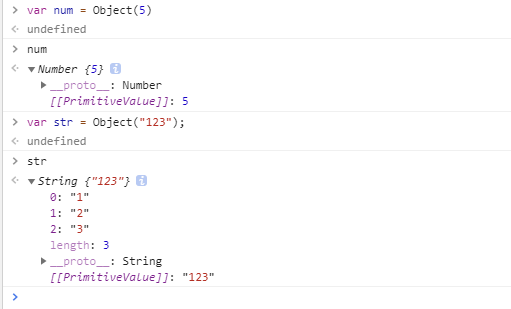 > var num = Object(5)
undefined
> num
▼Number {5} i
▶__proto__: Number
[[PrimitiveValue]]: 5
> var str = Object("123");
undefined
> str
▼String {"123"} i
0: "1"
1: "2"
2: "3"
length: 3
▶__proto__: String
[[PrimitiveValue]]: "123"
>